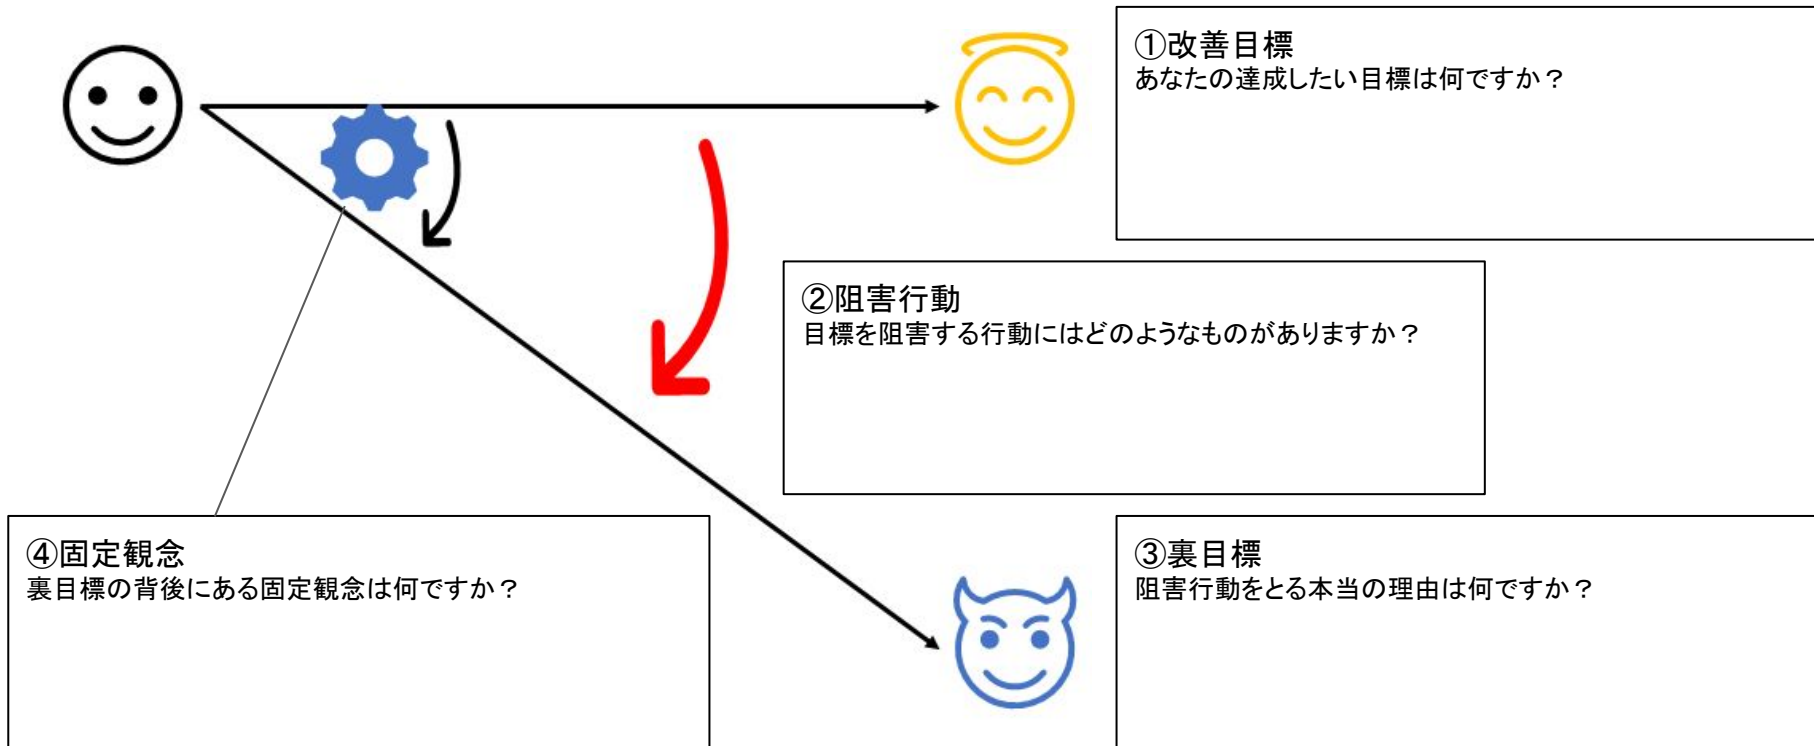 ①改善目標
あなたの達成したい目標は何ですか？
②阻害行動
目標を阻害する行動にはどのようなものがありますか？
③裏目標
阻害行動をとる本当の理由は何ですか？
④固定観念
裏目標の背後にある固定観念は何ですか？